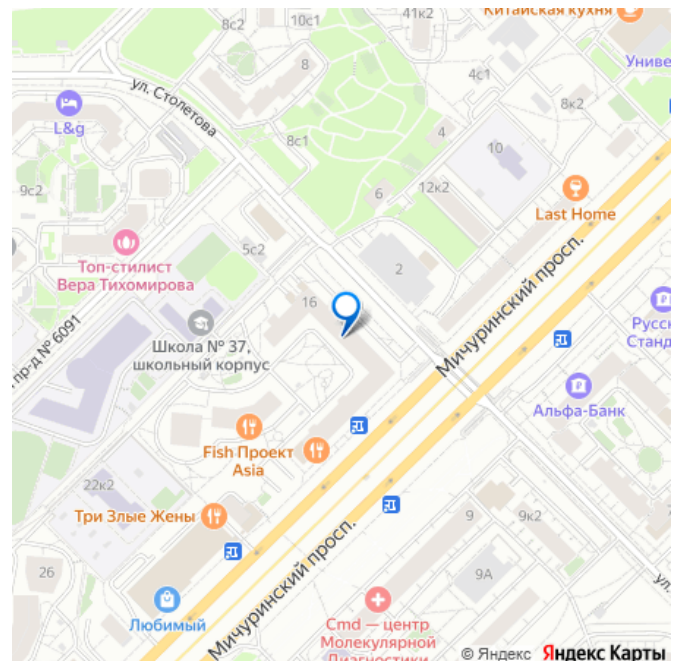 Китайская кухня
41к2
10с1
8с2
Униве
8
4с1
ул. Столетова
8к2
L&g
8с1
4
10
9с2
6
12к2
Last Home
5с2
Топ-стилист
Вера Тихомирова
2
Мичуринский просп.
16
Русск
Станд
пр-д № 6091
Школа № 37,
школьный корпус
Альфа-Банк
Fish Проект
Asia
22к2
Три Злые Жены
9
9к2
26
9А
ул.
Любимый
Мичуринский просп.
Cmd — центр
Молекулярной
Диагностики
© Яндекс Яндекс Карты